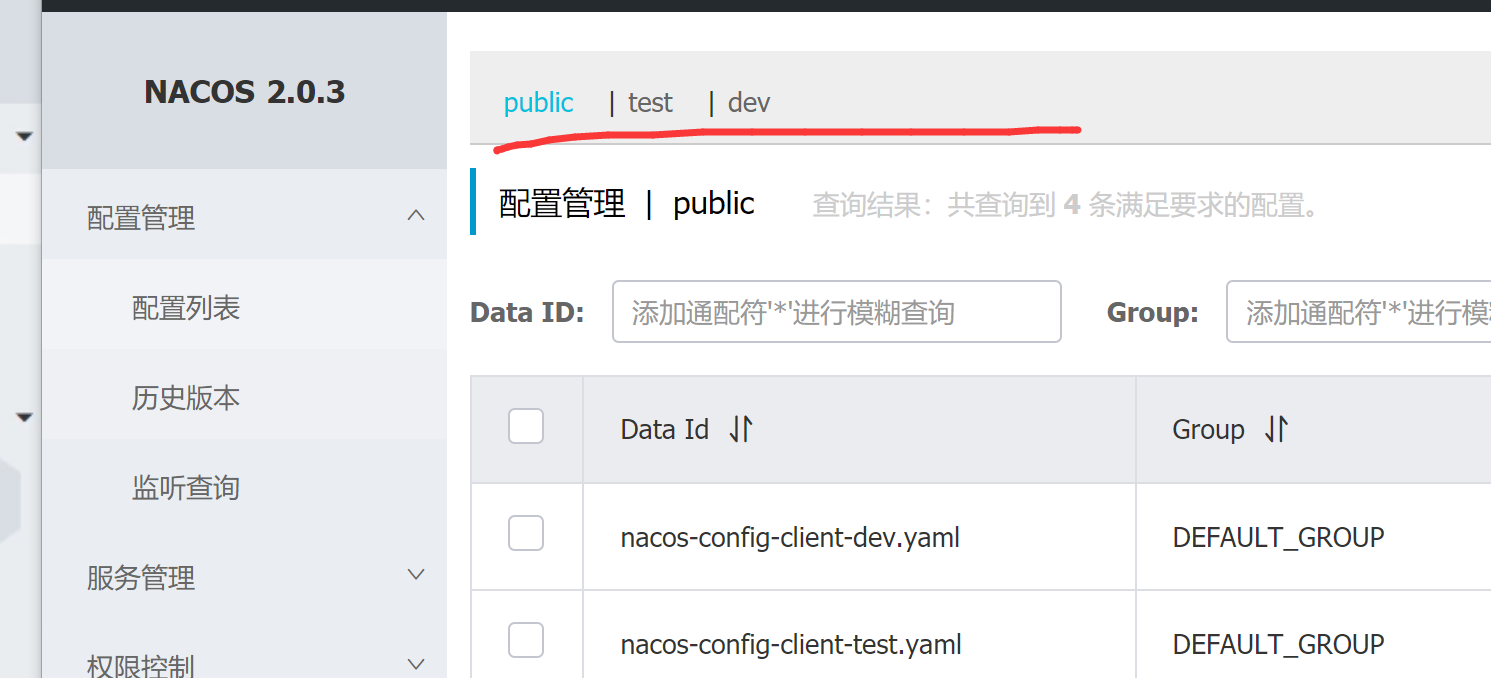 NACOS 2.0.3
public | test | dev
配置管理 | public 查询结果：共查询到 4 条满足要求的配置。
Data ID: 添加通配符'*'进行模糊查询 Group: 添加通配符'*'进行模
配置管理
配置列表
历史版本
监听查询
服务管理
权限控制
Data Id Group
nacos-config-client-dev.yaml DEFAULT_GROUP
nacos-config-client-test.yaml DEFAULT_GROUP